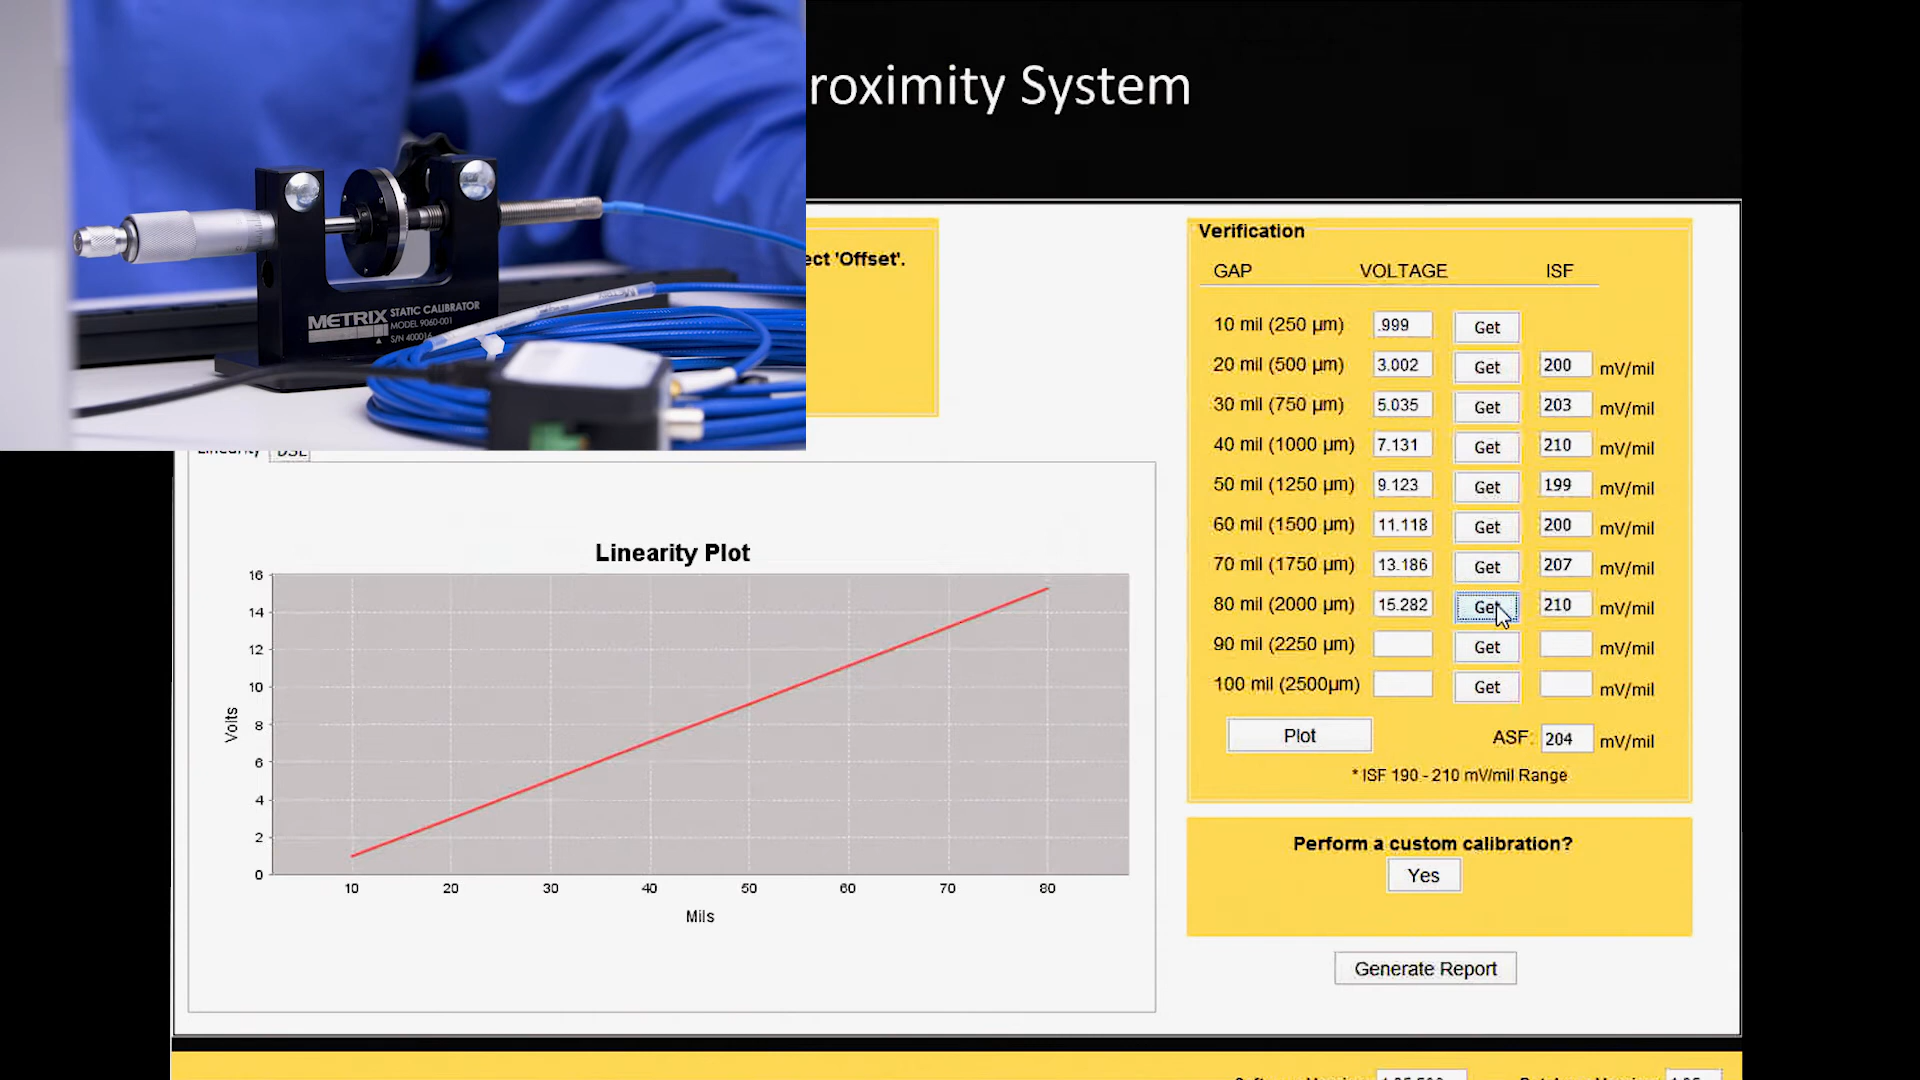 roximity System
METRIX STATIC CALIBRATOR
MODEL 9060-001
S/N 400016
ect 'Offset'.
Linearity DSL
Linearity Plot
16
14
12
10
8
6
4
2
0
Volts
10 20 30 40 50 60 70 80
Mils
Verification
GAP VOLTAGE ISF
10 mil (250 µm) .999 Get
20 mil (500 µm) 3.002 Get 200 mV/mil
30 mil (750 µm) 5.035 Get 203 mV/mil
40 mil (1000 µm) 7.131 Get 210 mV/mil
50 mil (1250 µm) 9.123 Get 199 mV/mil
60 mil (1500 µm) 11.118 Get 200 mV/mil
70 mil (1750 µm) 13.186 Get 207 mV/mil
80 mil (2000 µm) 15.282 Get 210 mV/mil
90 mil (2250 µm) Get mV/mil
100 mil (2500µm) Get mV/mil
Plot ASF: 204 mV/mil
* ISF 190 - 210 mV/mil Range
Perform a custom calibration?
Yes
Generate Report